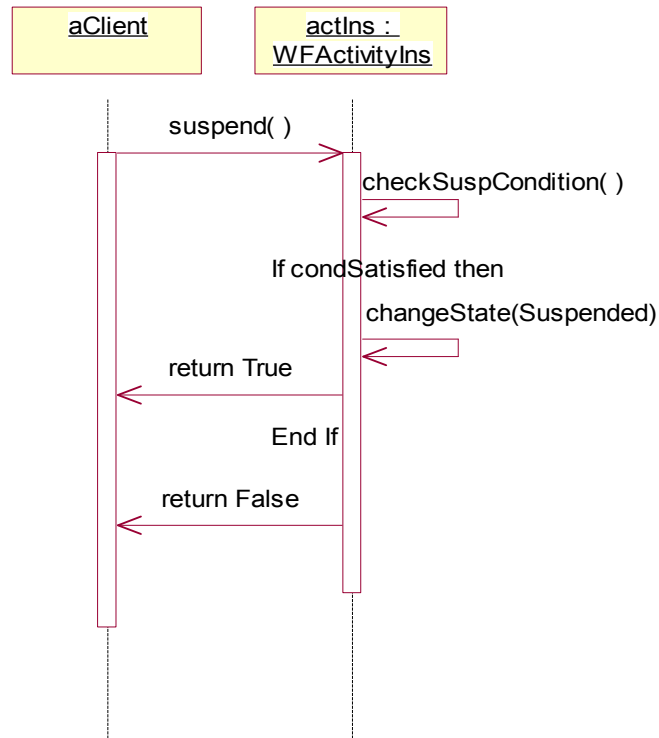 aClient
actIns :
WFActivityIns
suspend( )
checkSuspCondition( )
If condSatisfied then
changeState(Suspended)
return True
End If
return False